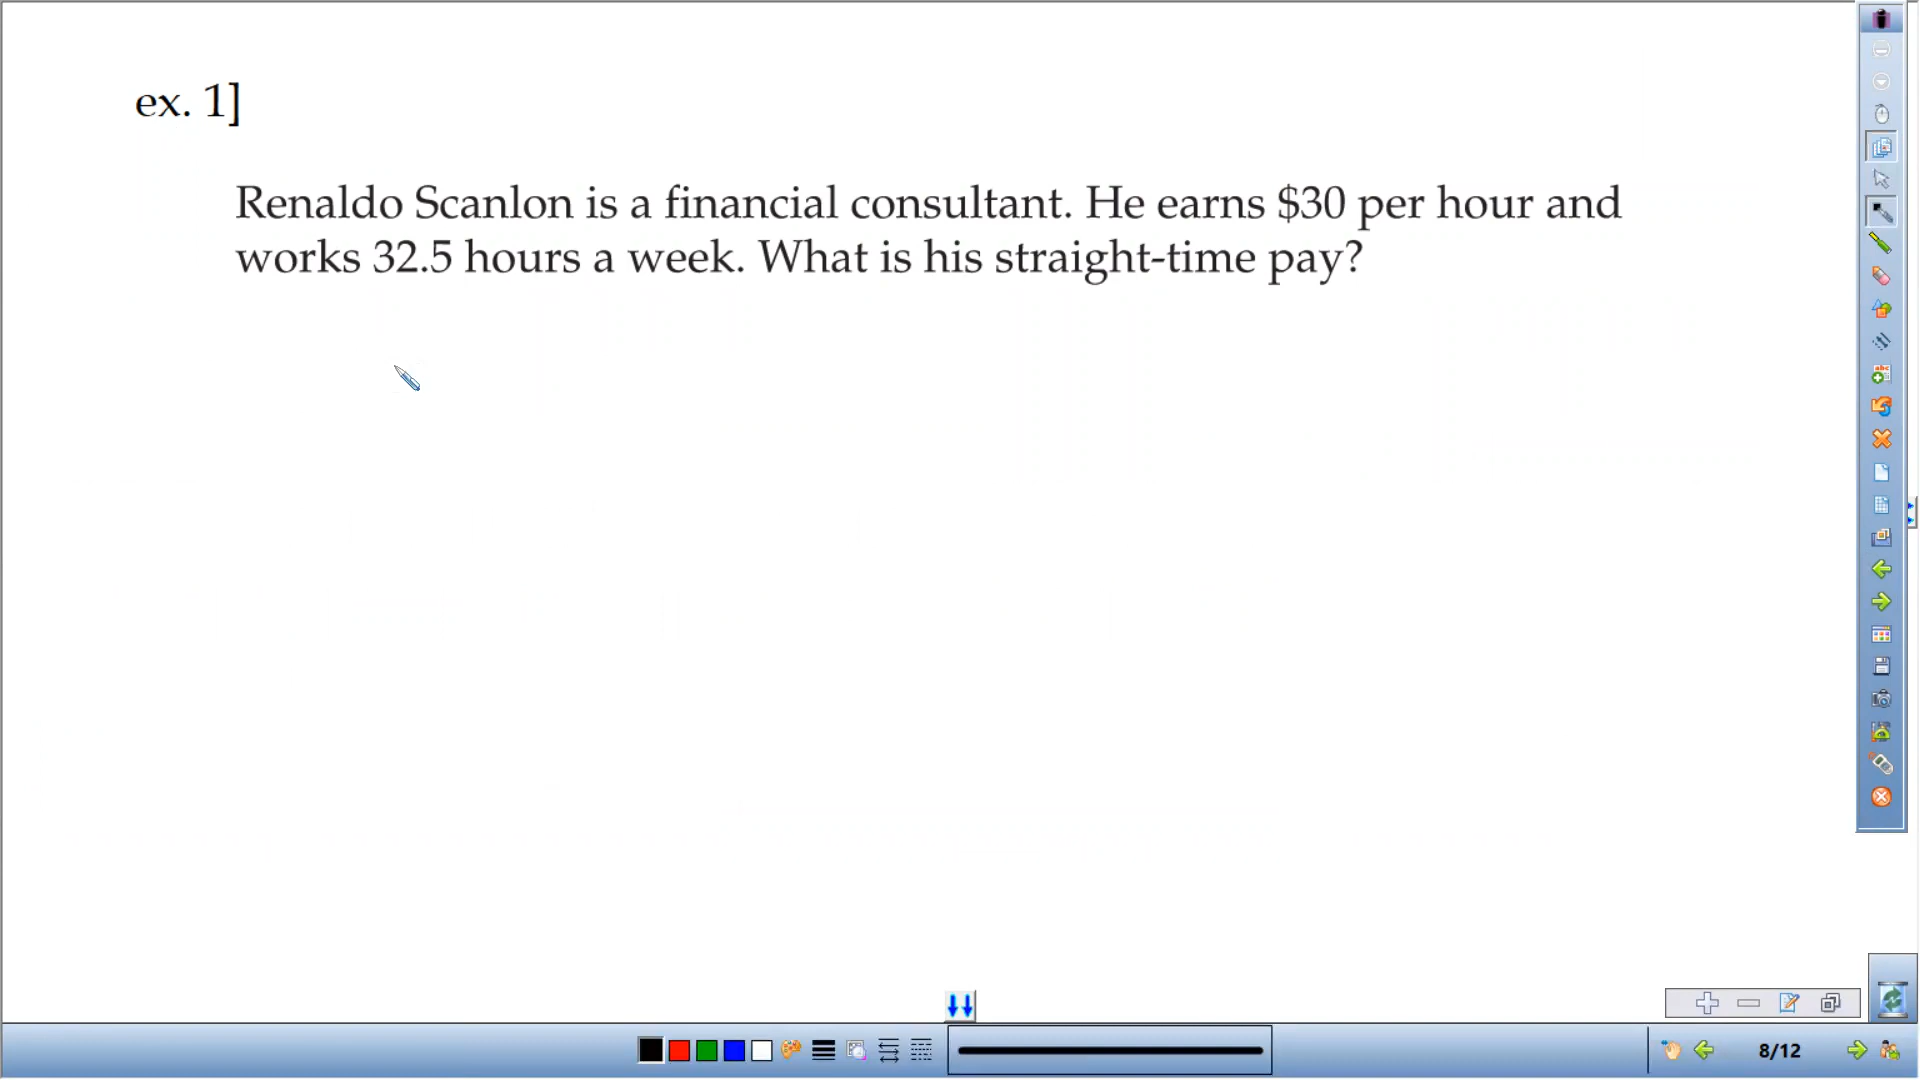 ex. 1]
Renaldo Scanlon is a financial consultant. He earns $30 per hour and
works 32.5 hours a week. What is his straight-time pay?
8/12